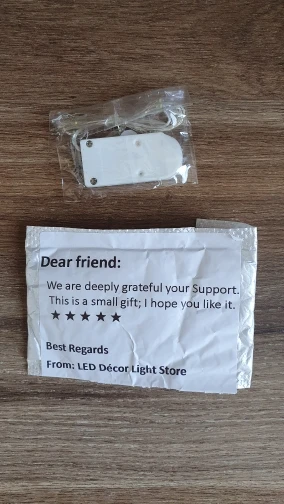 Dear friend:
We are deeply grateful your Support.
This is a small gift; I hope you like it.
★★★★★
Best Regards
From: LED Décor Light Store